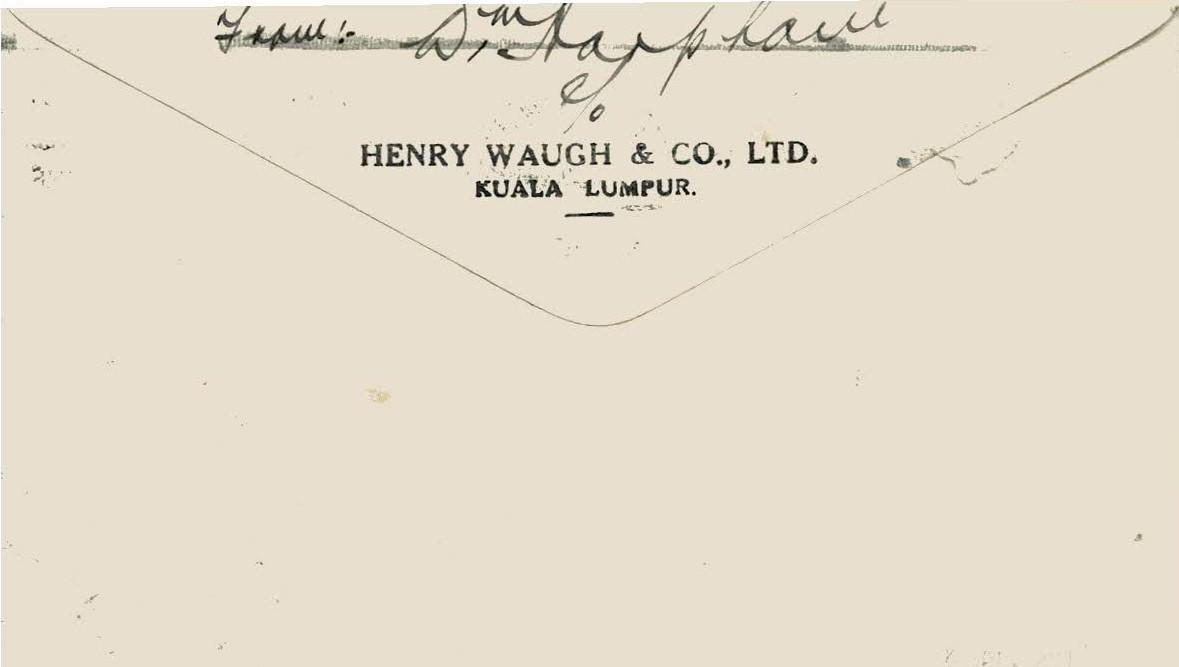 From:-
c/o
HENRY WAUGH & CO., LTD.
KUALA LUMPUR.